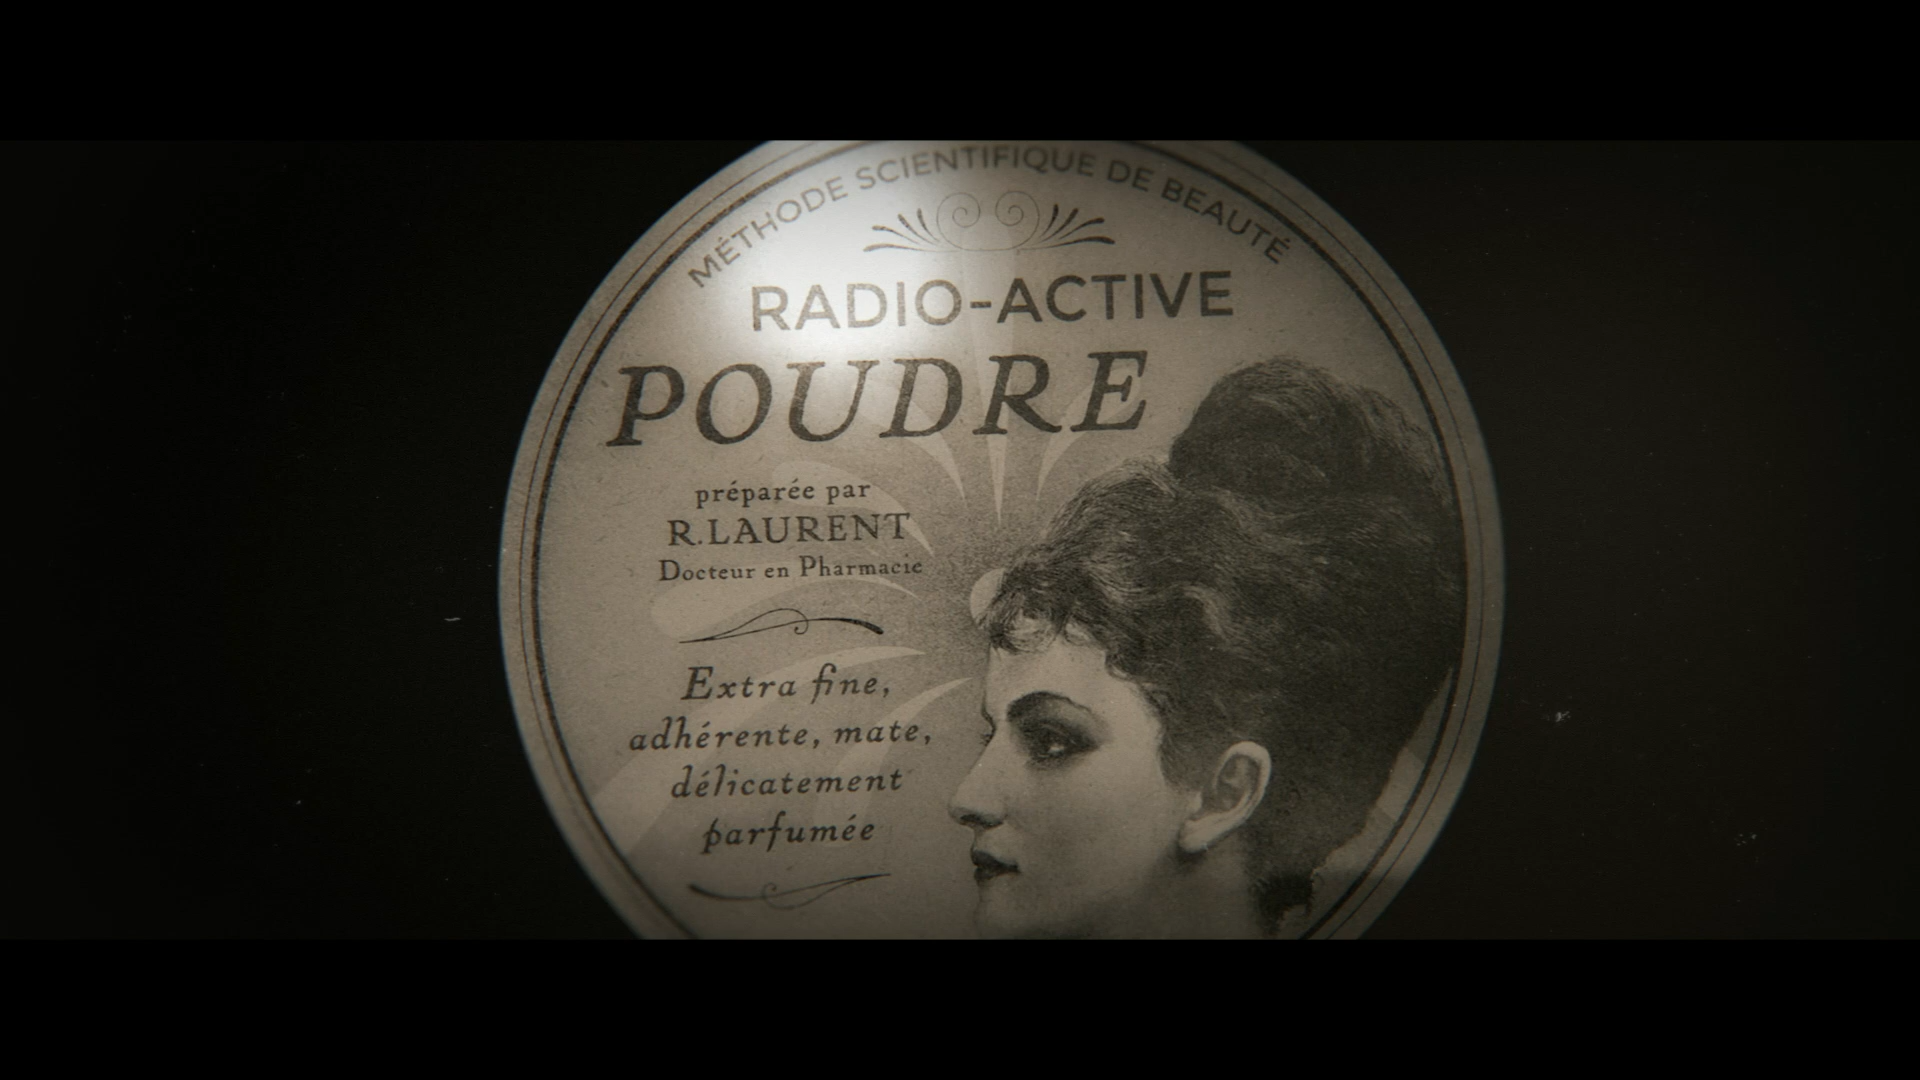 MÉTHODE SCIENTIFIQUE DE BEAUTÉ
RADIO-ACTIVE
POUDRE
préparée par
R.LAURENT
Docteur en Pharmacie
Extra fine,
adhérente, mate,
délicatement
parfumée